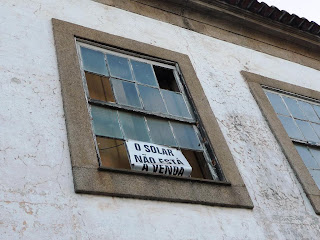 O SOLAR
NÃO ESTÁ
A VENDA